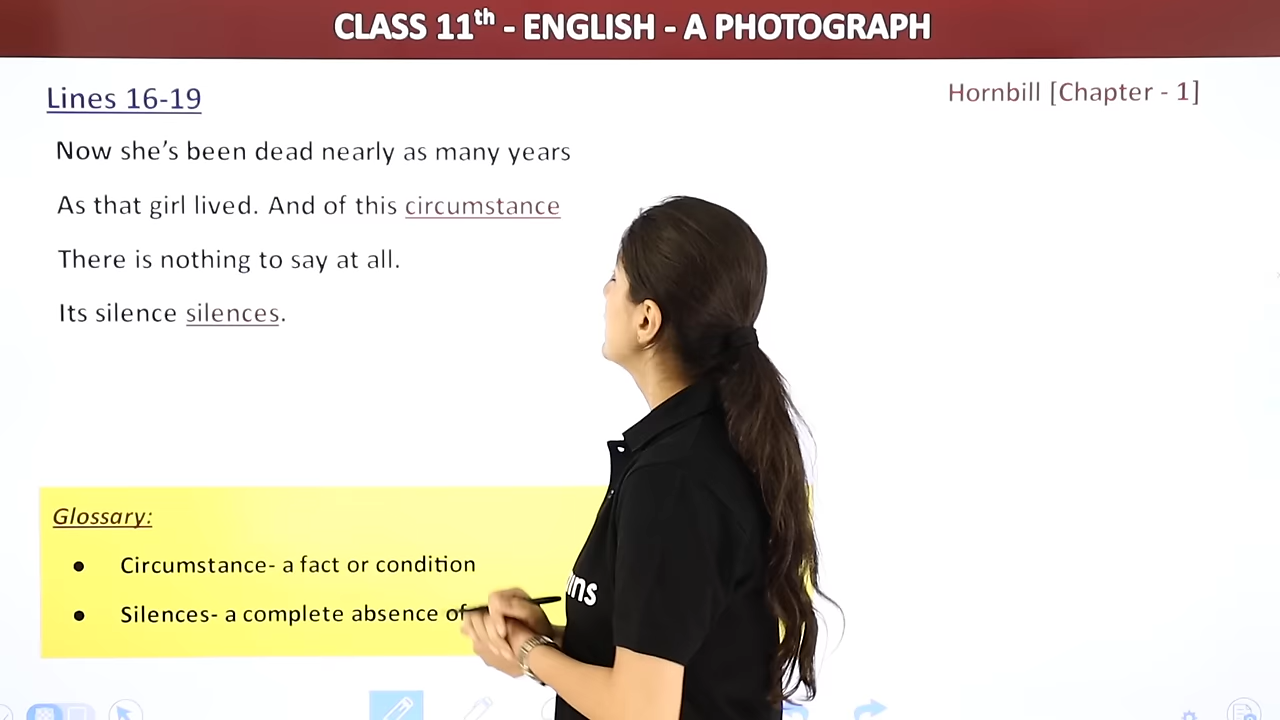 CLASS 11th - ENGLISH - A PHOTOGRAPH
Lines 16-19
Hornbill [Chapter - 1]
Now she's been dead nearly as many years
As that girl lived. And of this circumstance
There is nothing to say at all.
Its silence silences.
Glossary:
● Circumstance- a fact or condition
● Silences- a complete absence of